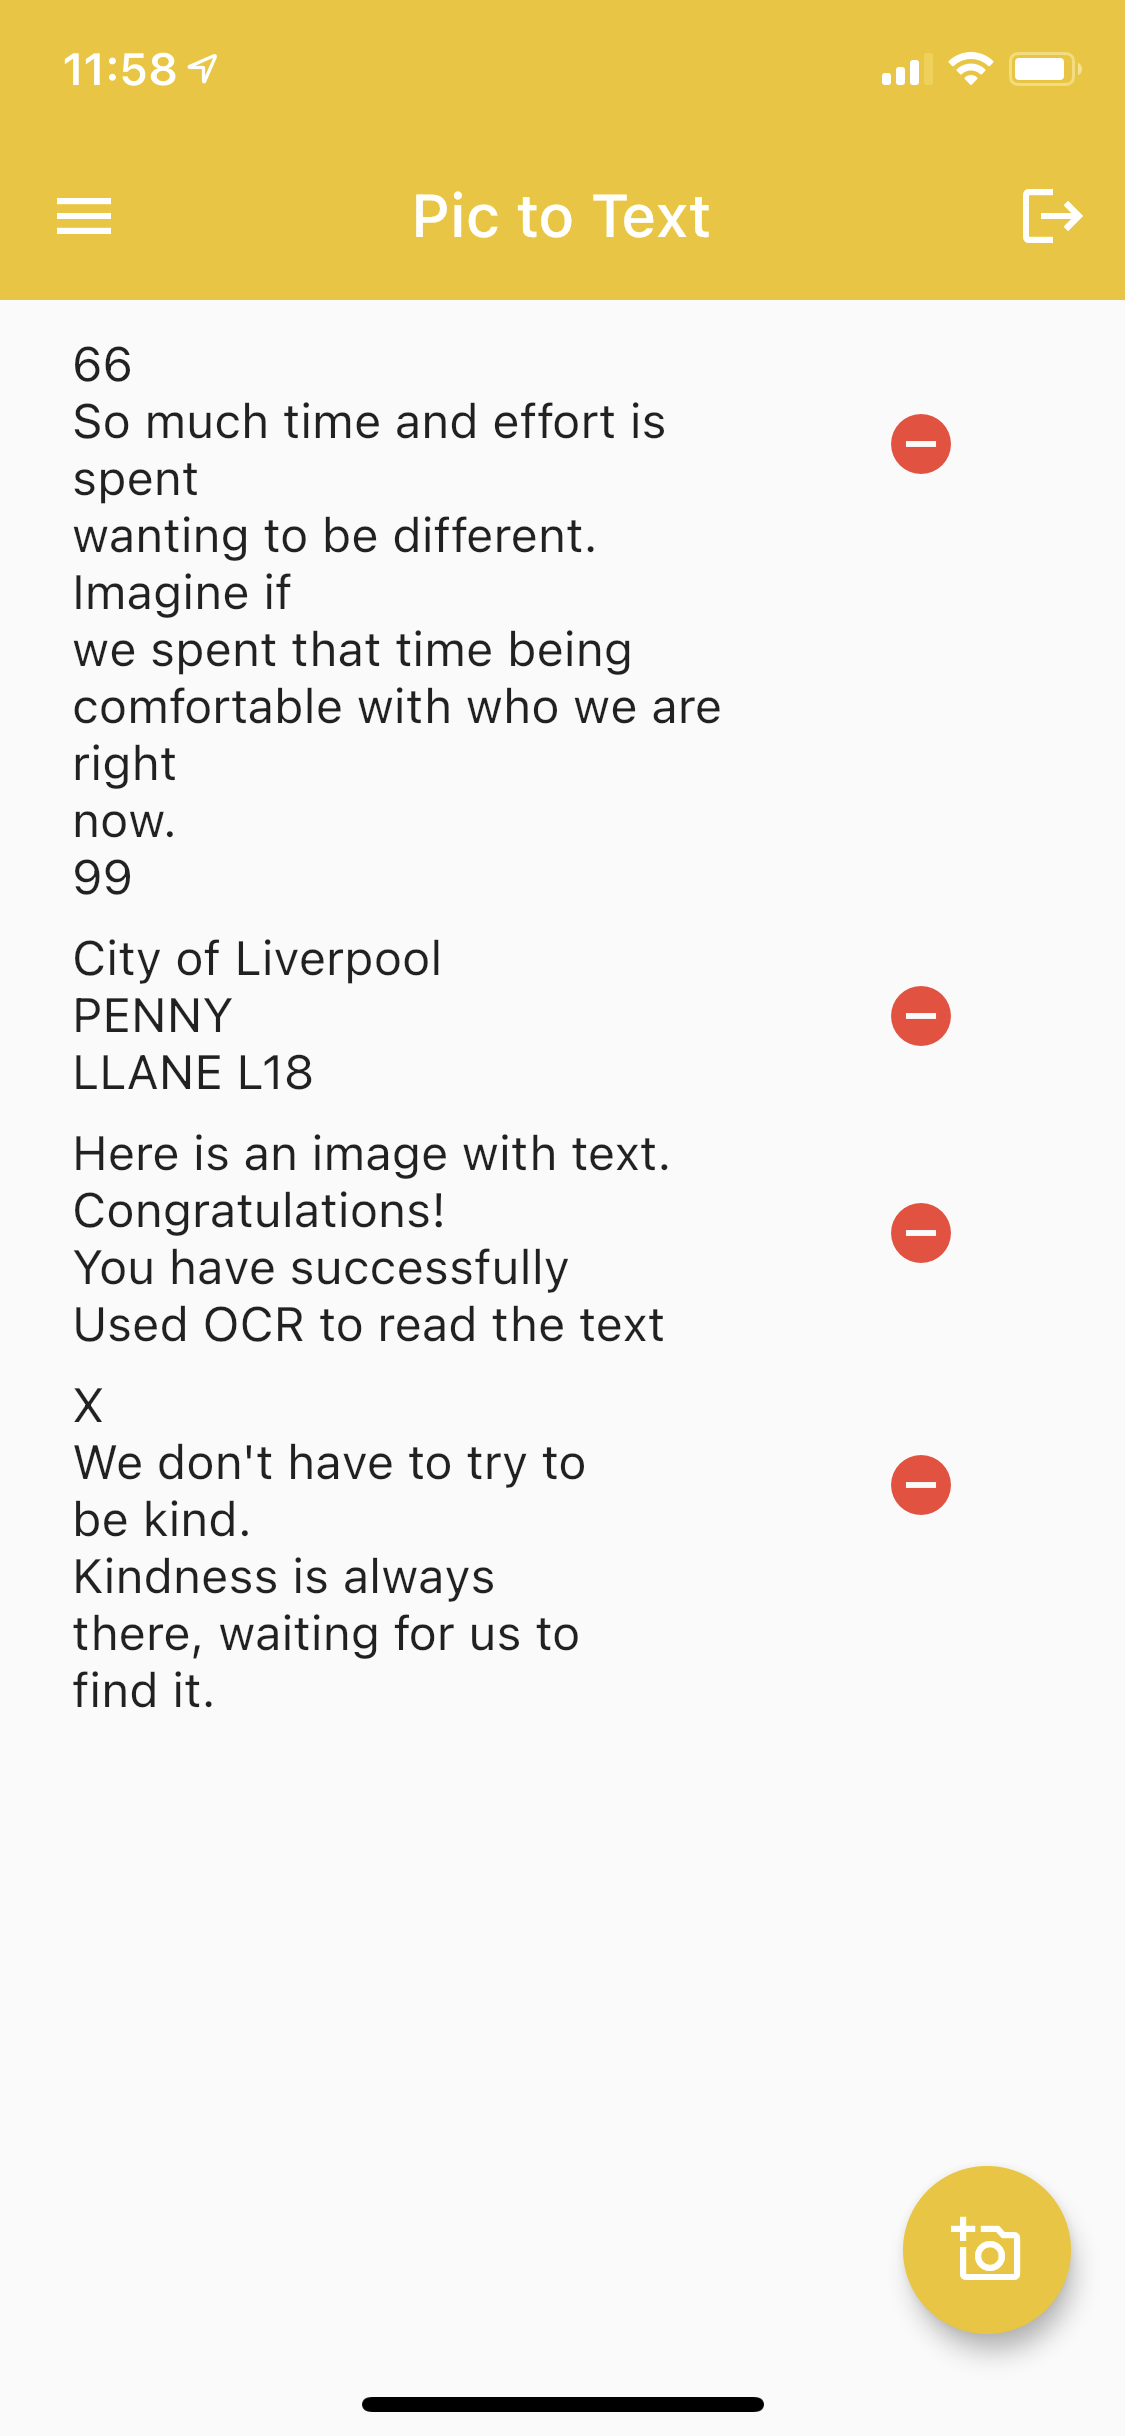 11:58
Pic to Text
66
So much time and effort is
spent
wanting to be different.
Imagine if
we spent that time being
comfortable with who we are
right
now.
99
City of Liverpool
PENNY
LLANE L18
Here is an image with text.
Congratulations!
You have successfully
Used OCR to read the text
X
We don't have to try to
be kind.
Kindness is always
there, waiting for us to
find it.